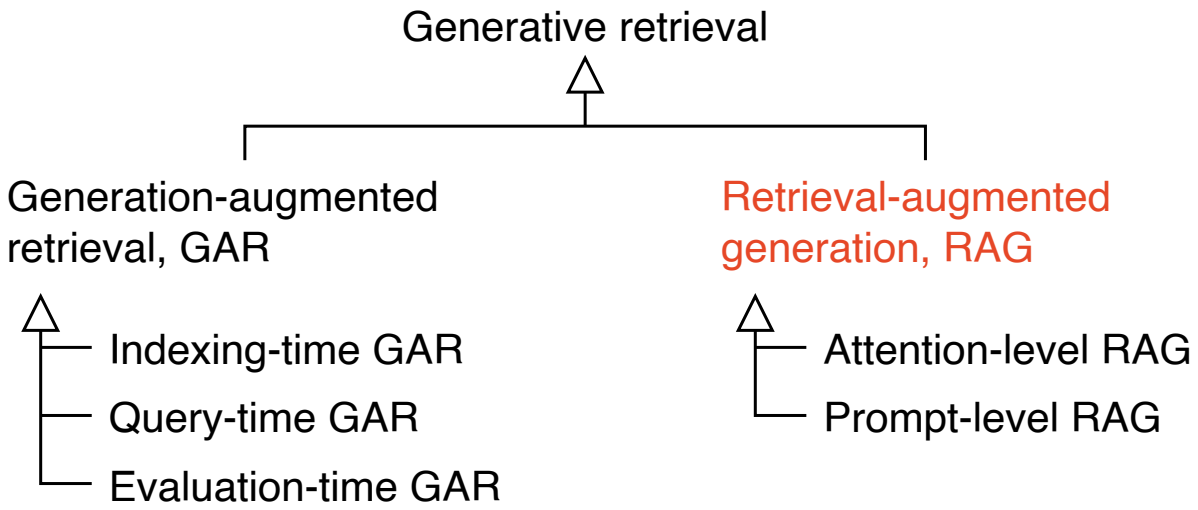 Generative retrieval
Generation-augmented
retrieval, GAR
Indexing-time GAR
Query-time GAR
Evaluation-time GAR
Retrieval-augmented
generation, RAG
Attention-level RAG
Prompt-level RAG